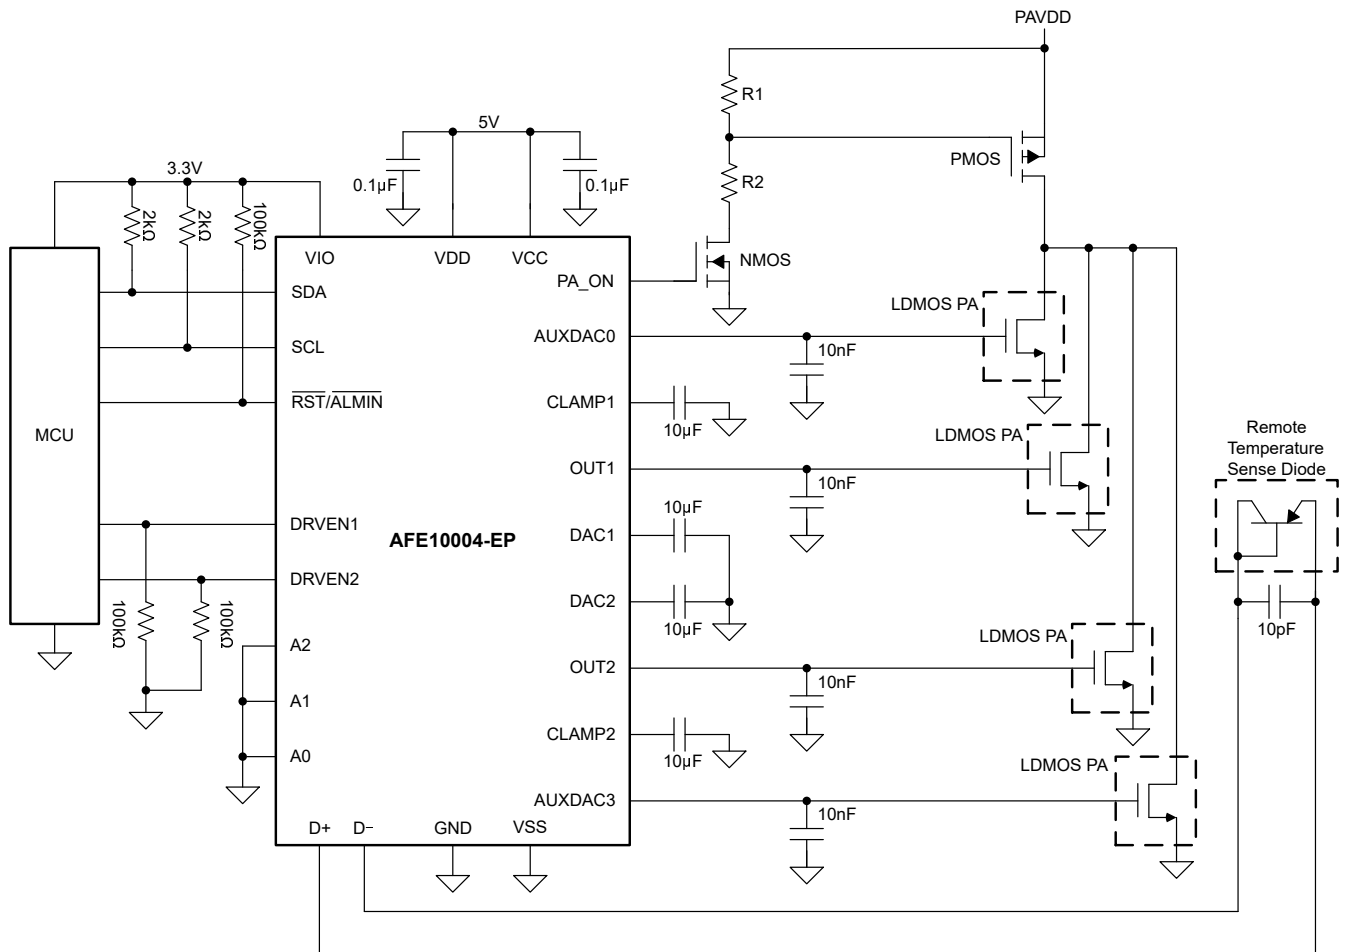 PAVDD
R1
5V
PMOS
3.3V
0.1µF
0.1µF
R2
2kΩ
2kΩ
100kΩ
VIO
VDD
VCC
NMOS
PA_ON
SDA
LDMOS PA
AUXDAC0
SCL
10nF
RST/ALMIN
CLAMP1
10µF
MCU
LDMOS PA
Remote
Temperature
Sense Diode
OUT1
10nF
10µF
DRVEN1
AFE10004-EP
DAC1
DRVEN2
DAC2
10µF
100kΩ
100kΩ
10pF
LDMOS PA
A2
OUT2
10nF
A1
CLAMP2
10µF
A0
LDMOS PA
AUXDAC3
10nF
D+
D−
GND
VSS